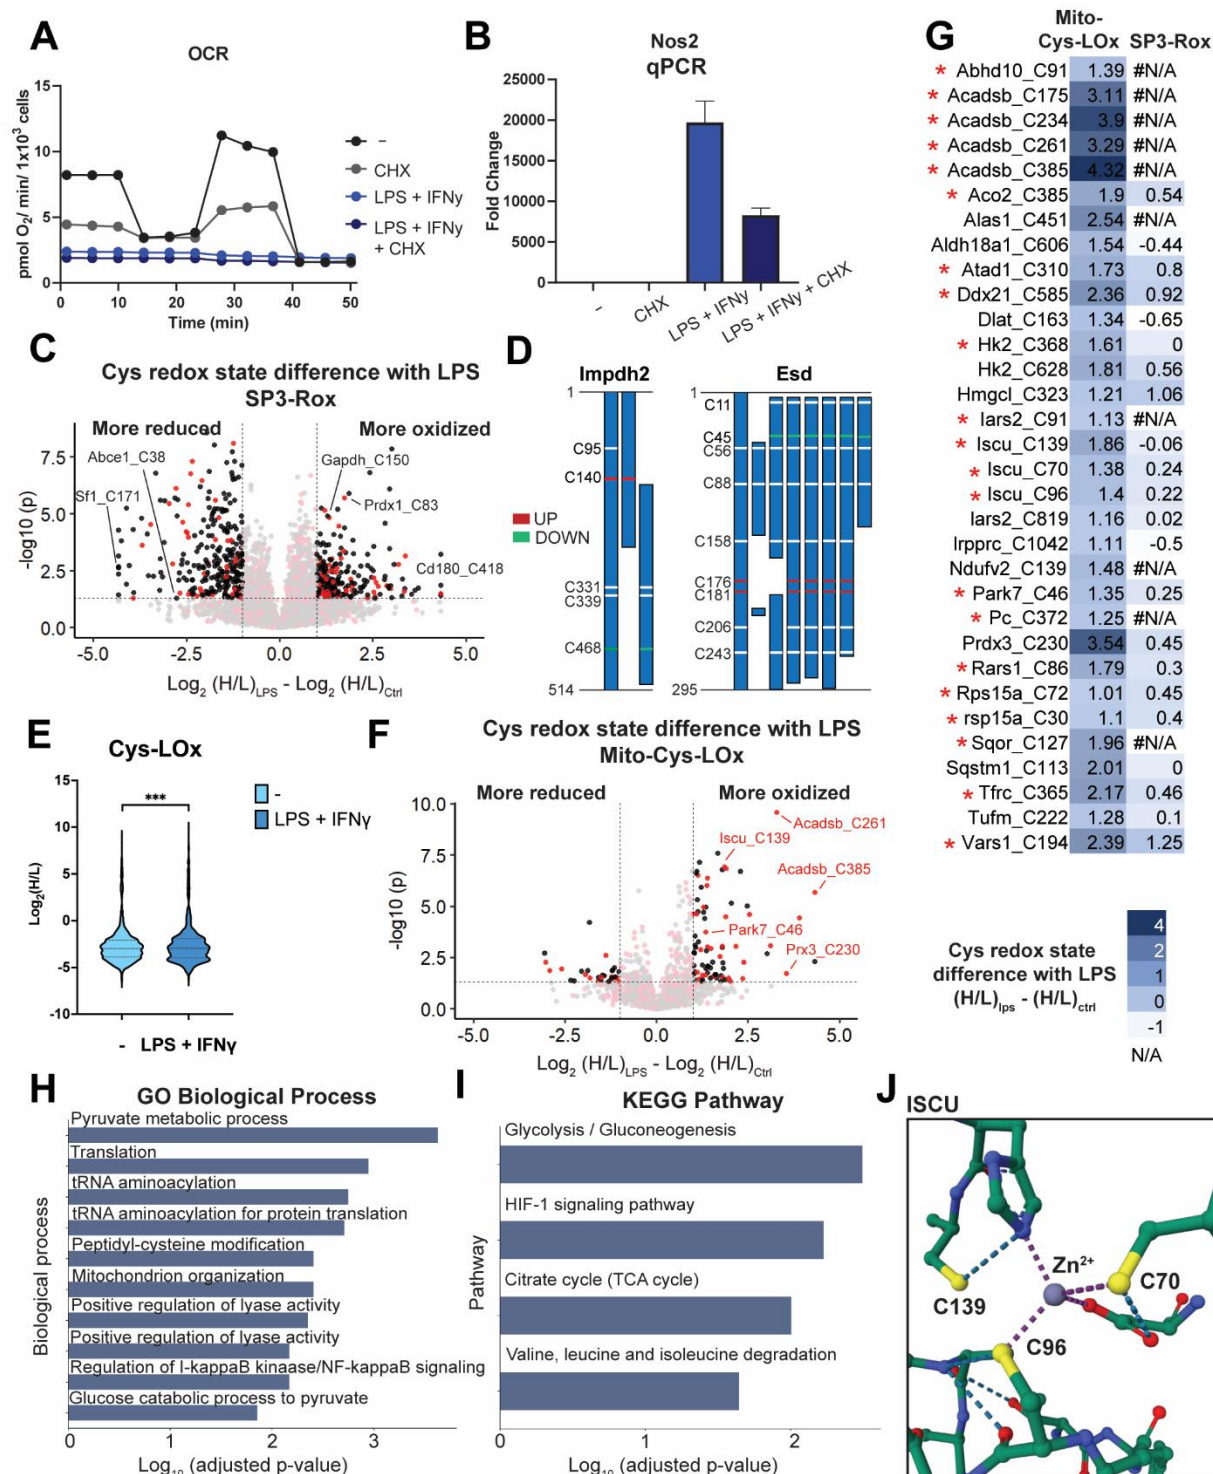 A
OCR
pmol O₂/ min/ 1x10³ cells
15
10
5
0
0 10 20 30 40 50
Time (min)
-
CHX
LPS + IFNγ
LPS + IFNγ
+ CHX
B
Nos2
qPCR
Fold Change
25000
20000
15000
10000
5000
0
-
CHX
LPS + IFNγ
LPS + IFNγ + CHX
C
Cys redox state difference with LPS
SP3-Rox
More reduced
More oxidized
Abce1_C38
Gapdh_C150
Sf1_C171
Prdx1_C83
Cd180_C418
-log10 (p)
7.5
5.0
2.5
0.0
-5.0 -2.5 0.0 2.5 5.0
Log₂ (H/L)LPS - Log₂ (H/L)Ctrl
D
Impdh2
1
C95
C140
C331
C339
C468
514
UP
DOWN
Esd
1
C11
C45
C56
C88
C158
C176
C181
C206
C243
295
E
Cys-LOx
***
Log₂(H/L)
15
10
5
0
-5
-10
- LPS + IFNγ
-
LPS + IFNγ
F
Cys redox state difference with LPS
Mito-Cys-LOx
More reduced
More oxidized
Acadsb_C261
Iscu_C139
Acadsb_C385
Park7_C46
Prx3_C230
-log10 (p)
10.0
7.5
5.0
2.5
0.0
-5.0 -2.5 0.0 2.5 5.0
Log₂ (H/L)LPS - Log₂ (H/L)Ctrl
G
Mito-
Cys-LOx SP3-Rox
* Abhd10_C91 1.39 #N/A
* Acadsb_C175 3.11 #N/A
* Acadsb_C234 3.9 #N/A
* Acadsb_C261 3.29 #N/A
* Acadsb_C385 4.32 #N/A
* Aco2_C385 1.9 0.54
Alas1_C451 2.54 #N/A
Aldh18a1_C606 1.54 -0.44
* Atad1_C310 1.73 0.8
* Ddx21_C585 2.36 0.92
Dlat_C163 1.34 -0.65
* Hk2_C368 1.61 0
Hk2_C628 1.81 0.56
Hmgcl_C323 1.21 1.06
* Iars2_C91 1.13 #N/A
* Iscu_C139 1.86 -0.06
* Iscu_C70 1.38 0.24
* Iscu_C96 1.4 0.22
Iars2_C819 1.16 0.02
lrpprc_C1042 1.11 -0.5
Ndufv2_C139 1.48 #N/A
* Park7_C46 1.35 0.25
* Pc_C372 1.25 #N/A
Prdx3_C230 3.54 0.45
* Rars1_C86 1.79 0.3
* Rps15a_C72 1.01 0.45
* rsp15a_C30 1.1 0.4
* Sqor_C127 1.96 #N/A
Sqstm1_C113 2.01 0
* Tfrc_C365 2.17 0.46
Tufm_C222 1.28 0.1
* Vars1_C194 2.39 1.25
Cys redox state
difference with LPS
(H/L)lps - (H/L)ctrl
4
2
1
0
-1
N/A
H
GO Biological Process
Biological process
Pyruvate metabolic process
Translation
tRNA aminoacylation
tRNA aminoacylation for protein translation
Peptidyl-cysteine modification
Mitochondrion organization
Positive regulation of lyase activity
Positive regulation of lyase activity
Regulation of I-kappaB kinaase/NF-kappaB signaling
Glucose catabolic process to pyruvate
0 1 2 3
Log₁₀ (adjusted p-value)
I
KEGG Pathway
Pathway
Glycolysis / Gluconeogenesis
HIF-1 signaling pathway
Citrate cycle (TCA cycle)
Valine, leucine and isoleucine degradation
0 1 2
Log₁₀ (adjusted p-value)
J
ISCU
Zn²⁺
C70
C139
C96